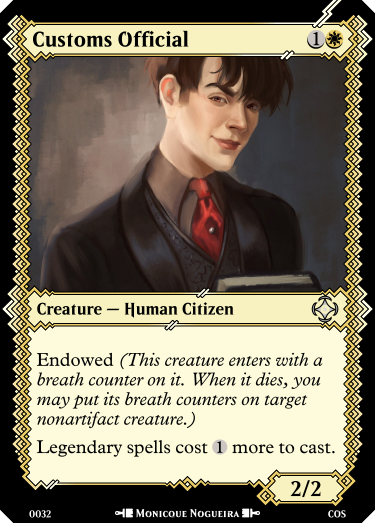 Customs Official 1
Creature — Human Citizen
Endowed (This creature enters with a
breath counter on it. When it dies, you
may put its breath counters on target
nonartifact creature.)
Legendary spells cost 1 more to cast.
2/2
0032 Monicoue Nogueira COS